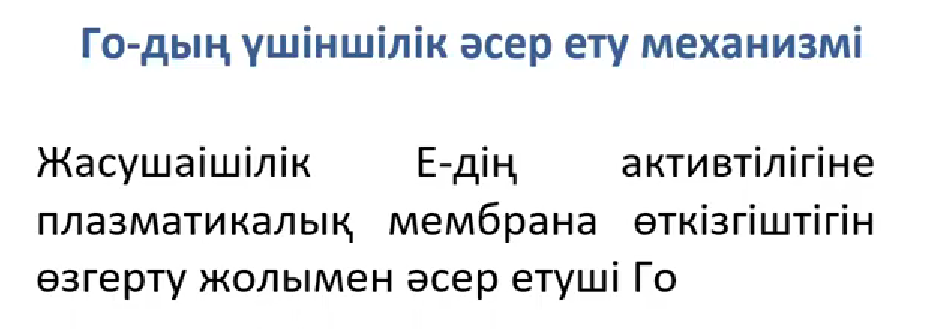 Го-дың үшіншілік әсер ету механизмі
Жасушаішілік Е-дің активтілігіне
плазматикалық мембрана өткізгіштігін
өзгерту жолымен әсер етуші Го